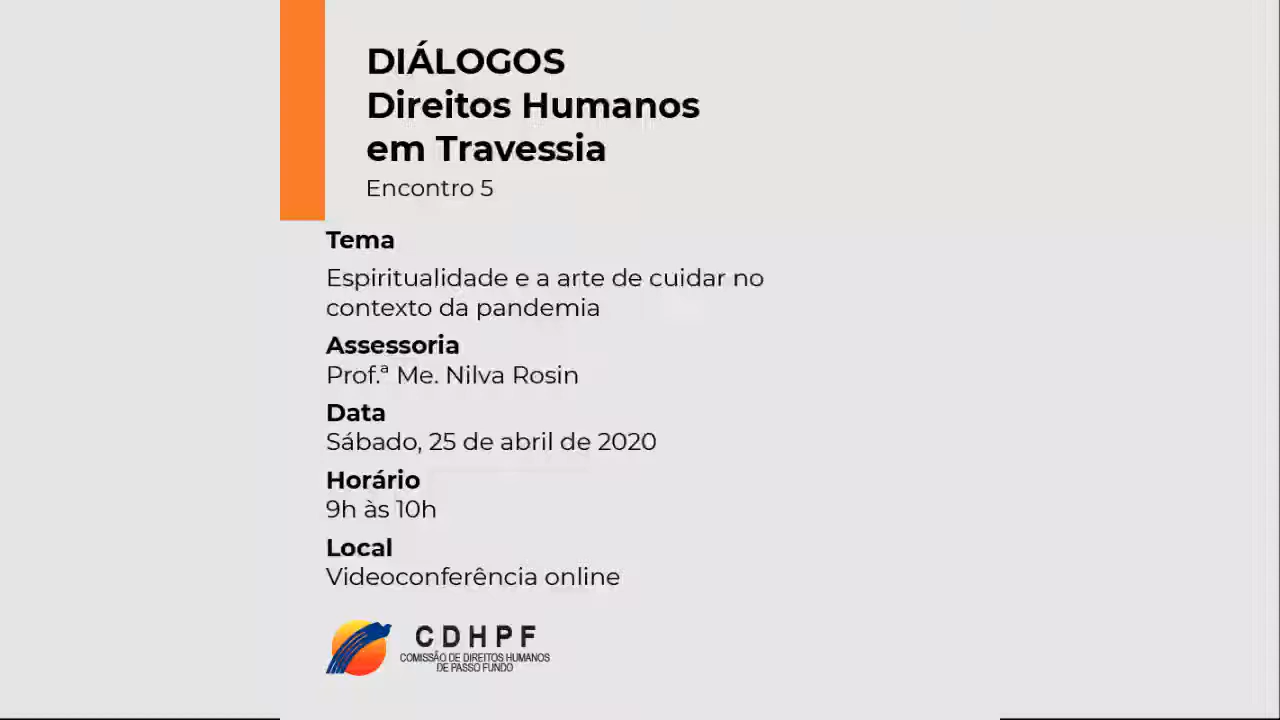 DIÁLOGOS
Direitos Humanos
em Travessia
Encontro 5
Tema
Espiritualidade e a arte de cuidar no
contexto da pandemia
Assessoria
Prof.ª Me. Nilva Rosin
Data
Sábado, 25 de abril de 2020
Horário
9h às 10h
Local
Videoconferência online
CDHPF
COMISSÃO DE DIREITOS HUMANOS
DE PASSO FUNDO